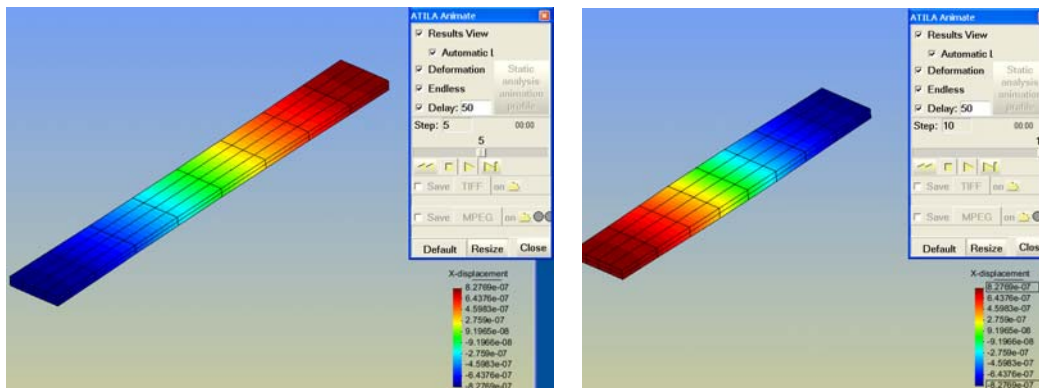 ATILA Animate
Results View
Automatic L
Deformation
Static
analysis
animation
profile
Endless
Delay: 50
Step: 5 00:00
5
Save TIFF on
Save MPEG on
Default Resize Close
X-displacement
8.2769e-07
6.4376e-07
4.5983e-07
2.759e-07
9.1965e-08
-9.1966e-08
-2.759e-07
-4.5983e-07
-6.4376e-07
-8.2769e-07
ATILA Animate
Results View
Automatic L
Deformation
Static
analysis
animation
profile
Endless
Delay: 50
Step: 10 00:00
Save TIFF on
Save MPEG on
Default Resize Clos
X-displacement
8.2769e-07
6.4376e-07
4.5983e-07
2.759e-07
9.1965e-08
-9.1966e-08
-2.759e-07
-4.5983e-07
-6.4376e-07
-8.2769e-07